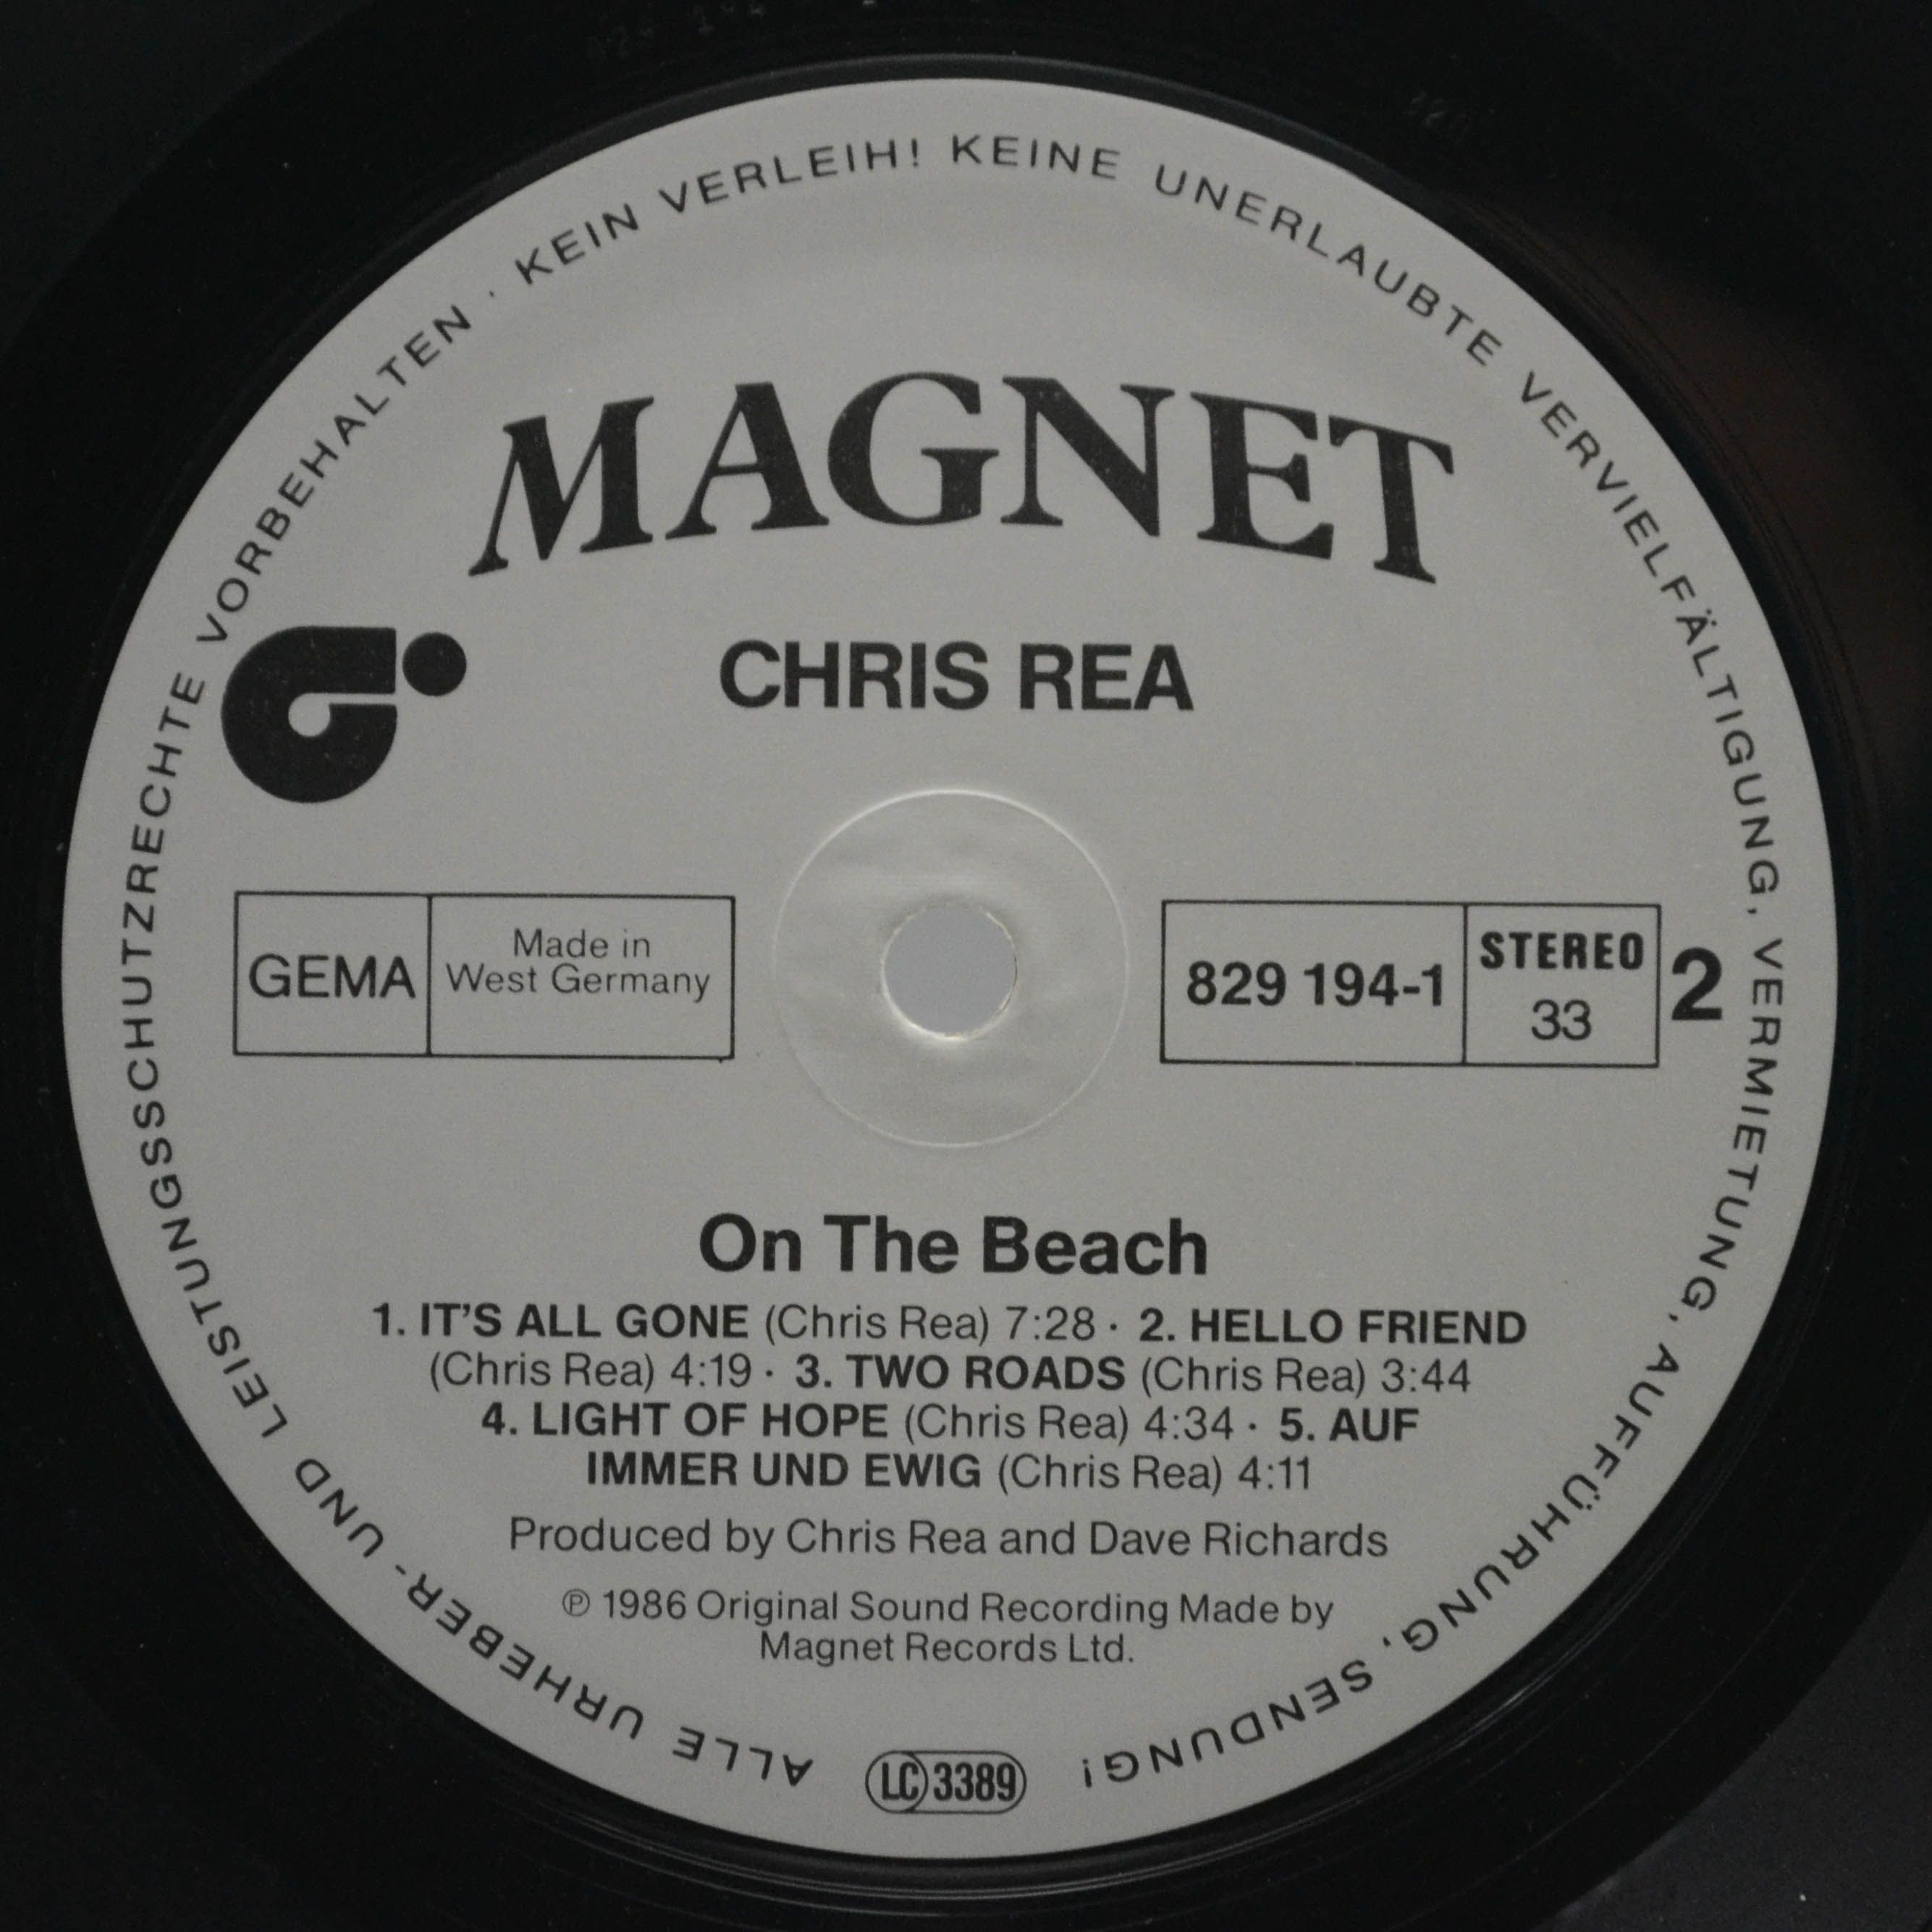 ALLE URHEBER- UND LEISTUNGSSCHUTZRECHTE VORBEHALTEN · KEIN VERLEIH! KEINE UNERLAUBTE VERVIELFÄLTIGUNG, VERMIETUNG, AUFFÜHRUNG, SENDUNG!
MAGNET
CHRIS REA
GEMA
Made in
West Germany
829 194-1
STEREO
33
2
On The Beach
1. IT'S ALL GONE (Chris Rea) 7:28 · 2. HELLO FRIEND
(Chris Rea) 4:19 · 3. TWO ROADS (Chris Rea) 3:44
4. LIGHT OF HOPE (Chris Rea) 4:34 · 5. AUF
IMMER UND EWIG (Chris Rea) 4:11
Produced by Chris Rea and Dave Richards
℗ 1986 Original Sound Recording Made by
Magnet Records Ltd.
LC 3389